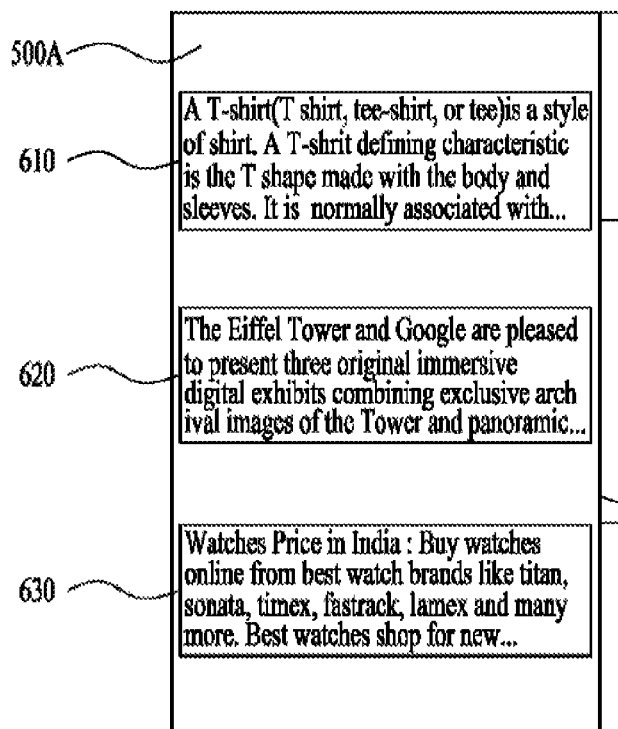 500A
610
A T-shirt(T shirt, tee-shirt, or tee)is a style
of shirt. A T-shrit defining characteristic
is the T shape made with the body and
sleeves. It is normally associated with...
620
The Eiffel Tower and Google are pleased
to present three original immersive
digital exhibits combining exclusive arch
ival images of the Tower and panoramic...
630
Watches Price in India : Buy watches
online from best watch brands like titan,
sonata, timex, fastrack, lamex and many
more. Best watches shop for new...